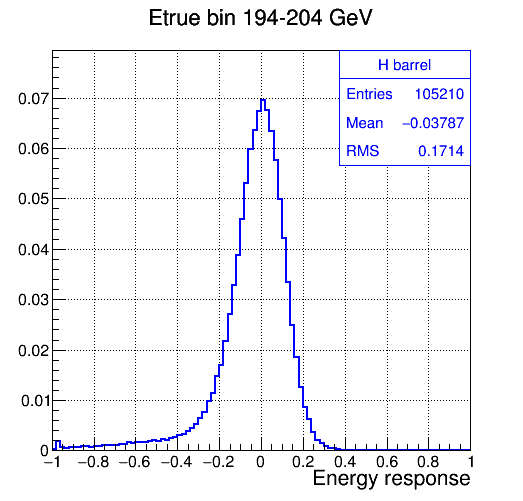 Etrue bin 194-204 GeV
H barrel
Entries 105210
Mean −0.03787
RMS 0.1714
0.07
0.06
0.05
0.04
0.03
0.02
0.01
0
−1 −0.8 −0.6 −0.4 −0.2 0 0.2 0.4 0.6 0.8 1
Energy response